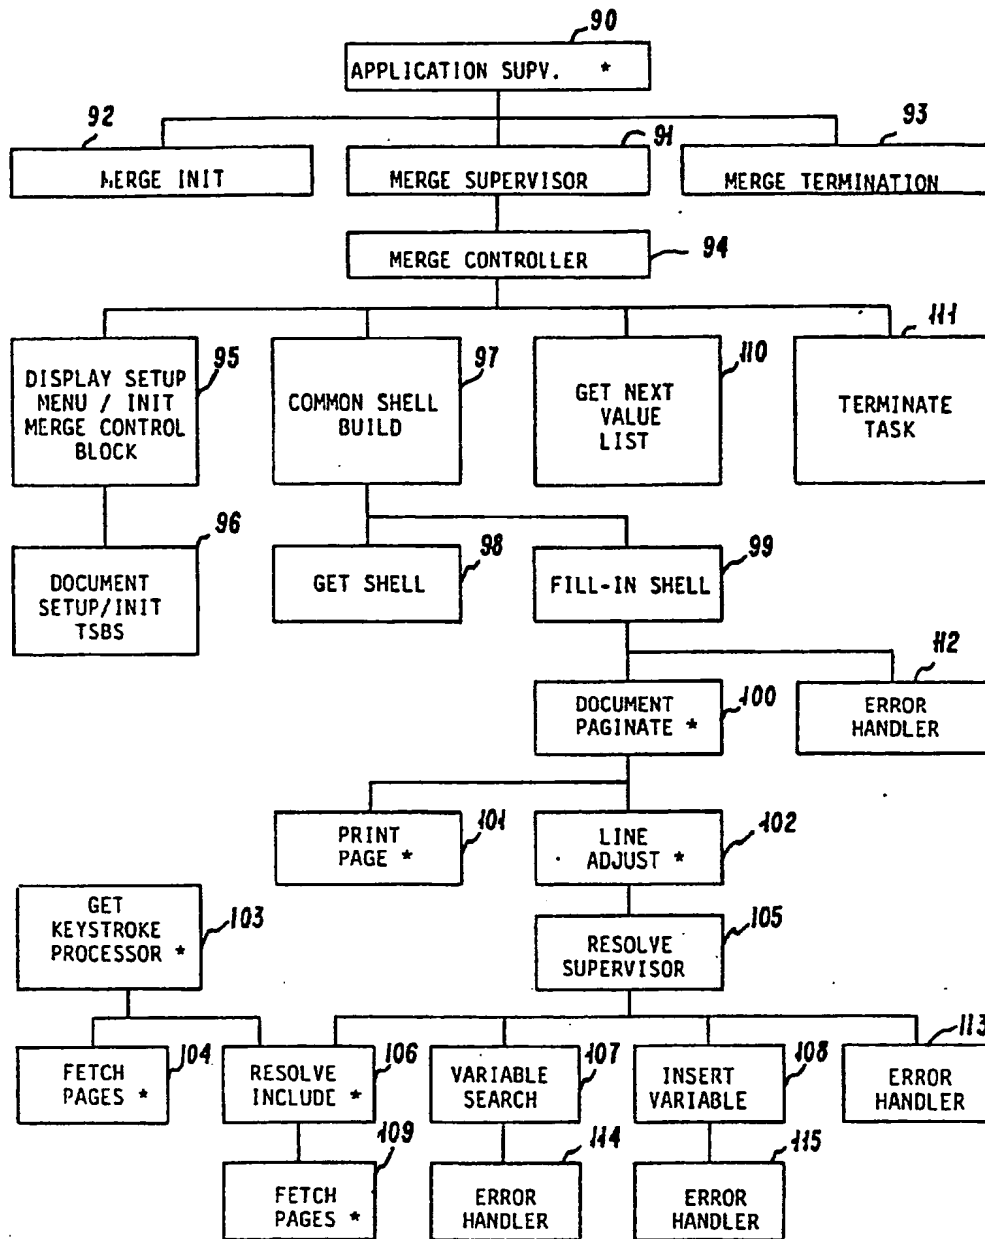 90
APPLICATION SUPV. *
92
91
93
MERGE INIT
MERGE SUPERVISOR
MERGE TERMINATION
MERGE CONTROLLER
94
95
97
110
111
DISPLAY SETUP
MENU / INIT
MERGE CONTROL
BLOCK
COMMON SHELL
BUILD
GET NEXT
VALUE
LIST
TERMINATE
TASK
96
98
99
DOCUMENT
SETUP/INIT
TSBS
GET SHELL
FILL-IN SHELL
100
112
DOCUMENT
PAGINATE *
ERROR
HANDLER
101
102
PRINT
PAGE *
LINE
ADJUST *
103
105
GET
KEYSTROKE
PROCESSOR *
RESOLVE
SUPERVISOR
104
106
107
108
113
FETCH
PAGES *
RESOLVE
INCLUDE *
VARIABLE
SEARCH
INSERT
VARIABLE
ERROR
HANDLER
109
114
115
FETCH
PAGES *
ERROR
HANDLER
ERROR
HANDLER